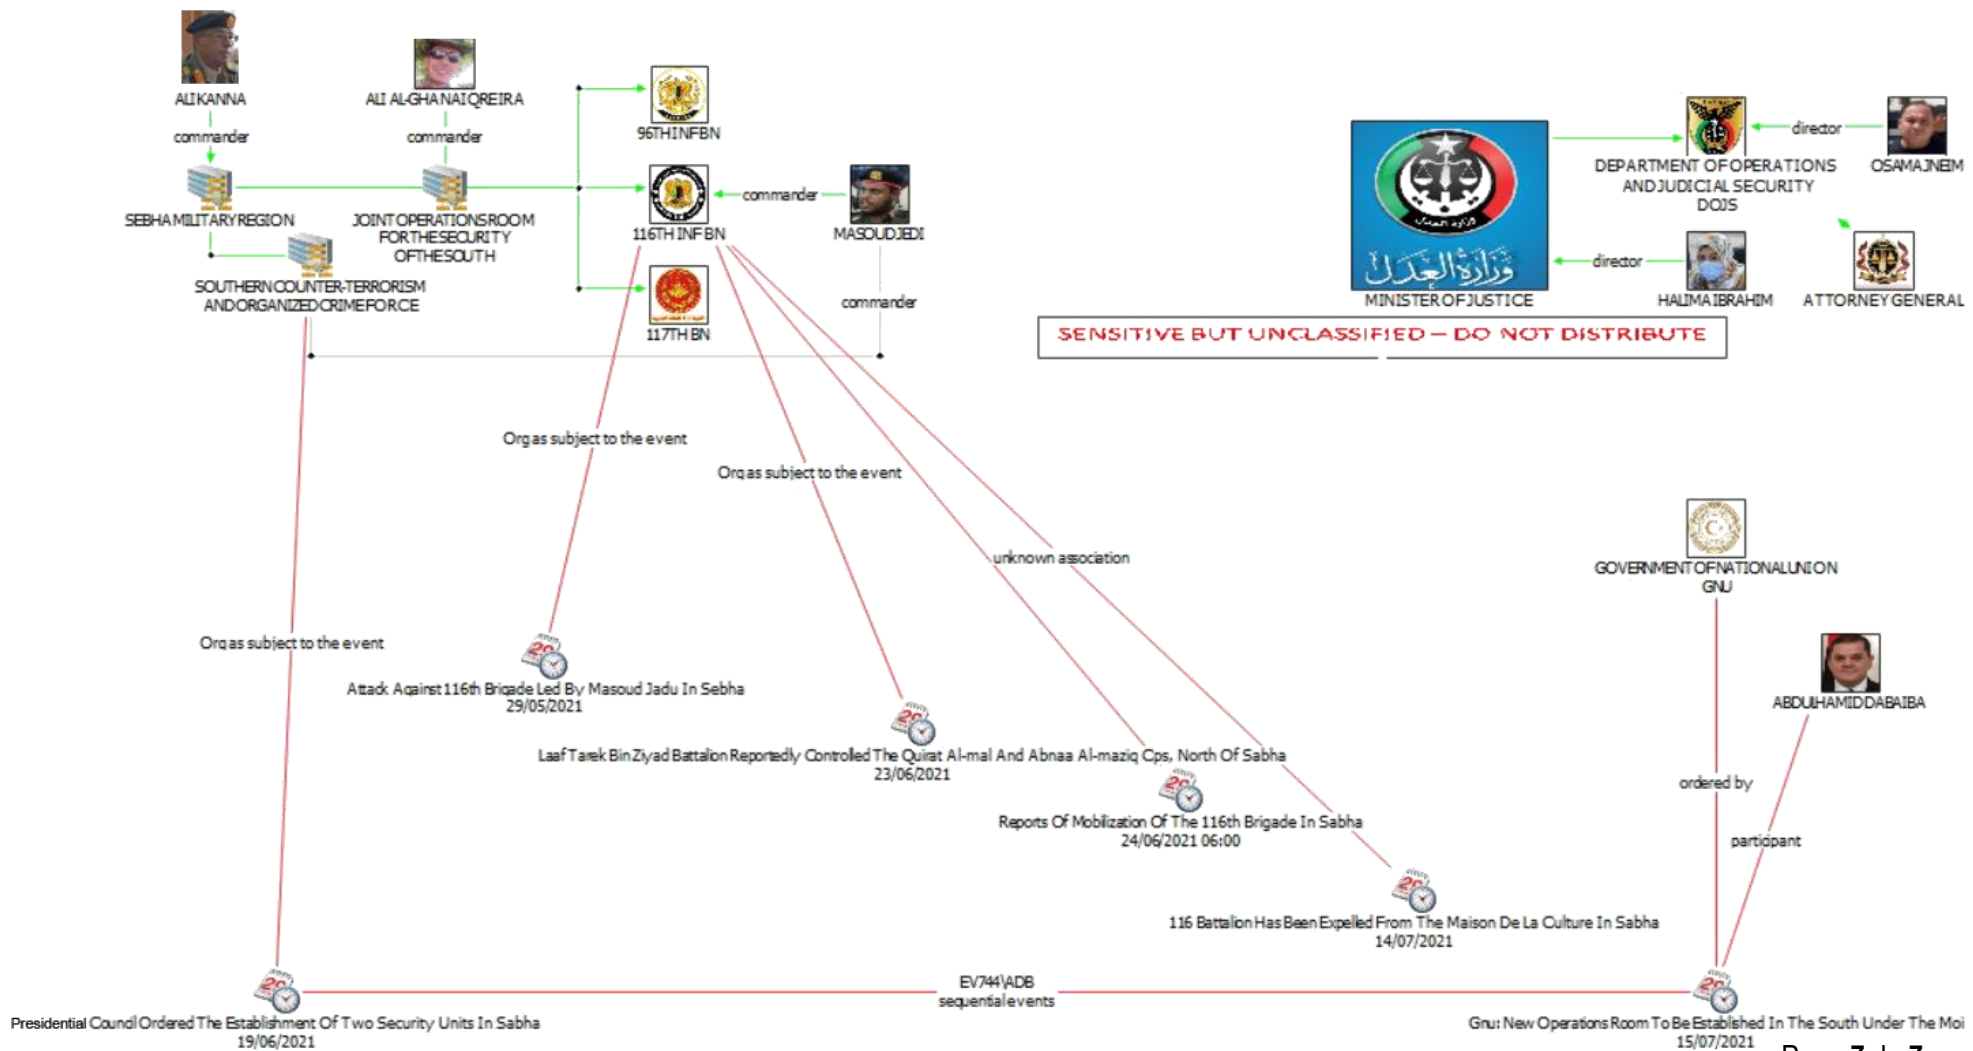 ALI KANNA
commander
SEBHA MILITARY REGION
ALI AL-GHANAI QREIRA
commander
JOINT OPERATIONS ROOM
FOR THE SECURITY
OF THE SOUTH
SOUTHERN COUNTER-TERRORISM
AND ORGANIZED CRIME FORCE
96TH INF BN
116TH INF BN
117TH BN
commander
MASOUD JEDI
commander
وزارة العدل
وزارة العدل
MINISTER OF JUSTICE
DEPARTMENT OF OPERATIONS
AND JUDICIAL SECURITY
DOJS
director
OSAMA JNEIM
director
HALIMA IBRAHIM
ATTORNEY GENERAL
SENSITIVE BUT UNCLASSIFIED – DO NOT DISTRIBUTE
Org as subject to the event
Org as subject to the event
unknown association
Org as subject to the event
GOVERNMENT OF NATIONAL UNION
GNU
ABDULHAMID DABAIBA
ordered by
participant
Attack Against 116th Brigade Led By Masoud Jadu In Sebha
29/05/2021
Laaf Tarek Bin Ziyad Battalion Reportedly Controlled The Quirat Al-mal And Abnaa Al-maziq Cps, North Of Sabha
23/06/2021
Reports Of Mobilization Of The 116th Brigade In Sabha
24/06/2021 06:00
116 Battalion Has Been Expelled From The Maison De La Culture In Sabha
14/07/2021
EV744\ADB
sequential events
Presidential Council Ordered The Establishment Of Two Security Units In Sabha
19/06/2021
Gnu: New Operations Room To Be Established In The South Under The Moi
15/07/2021